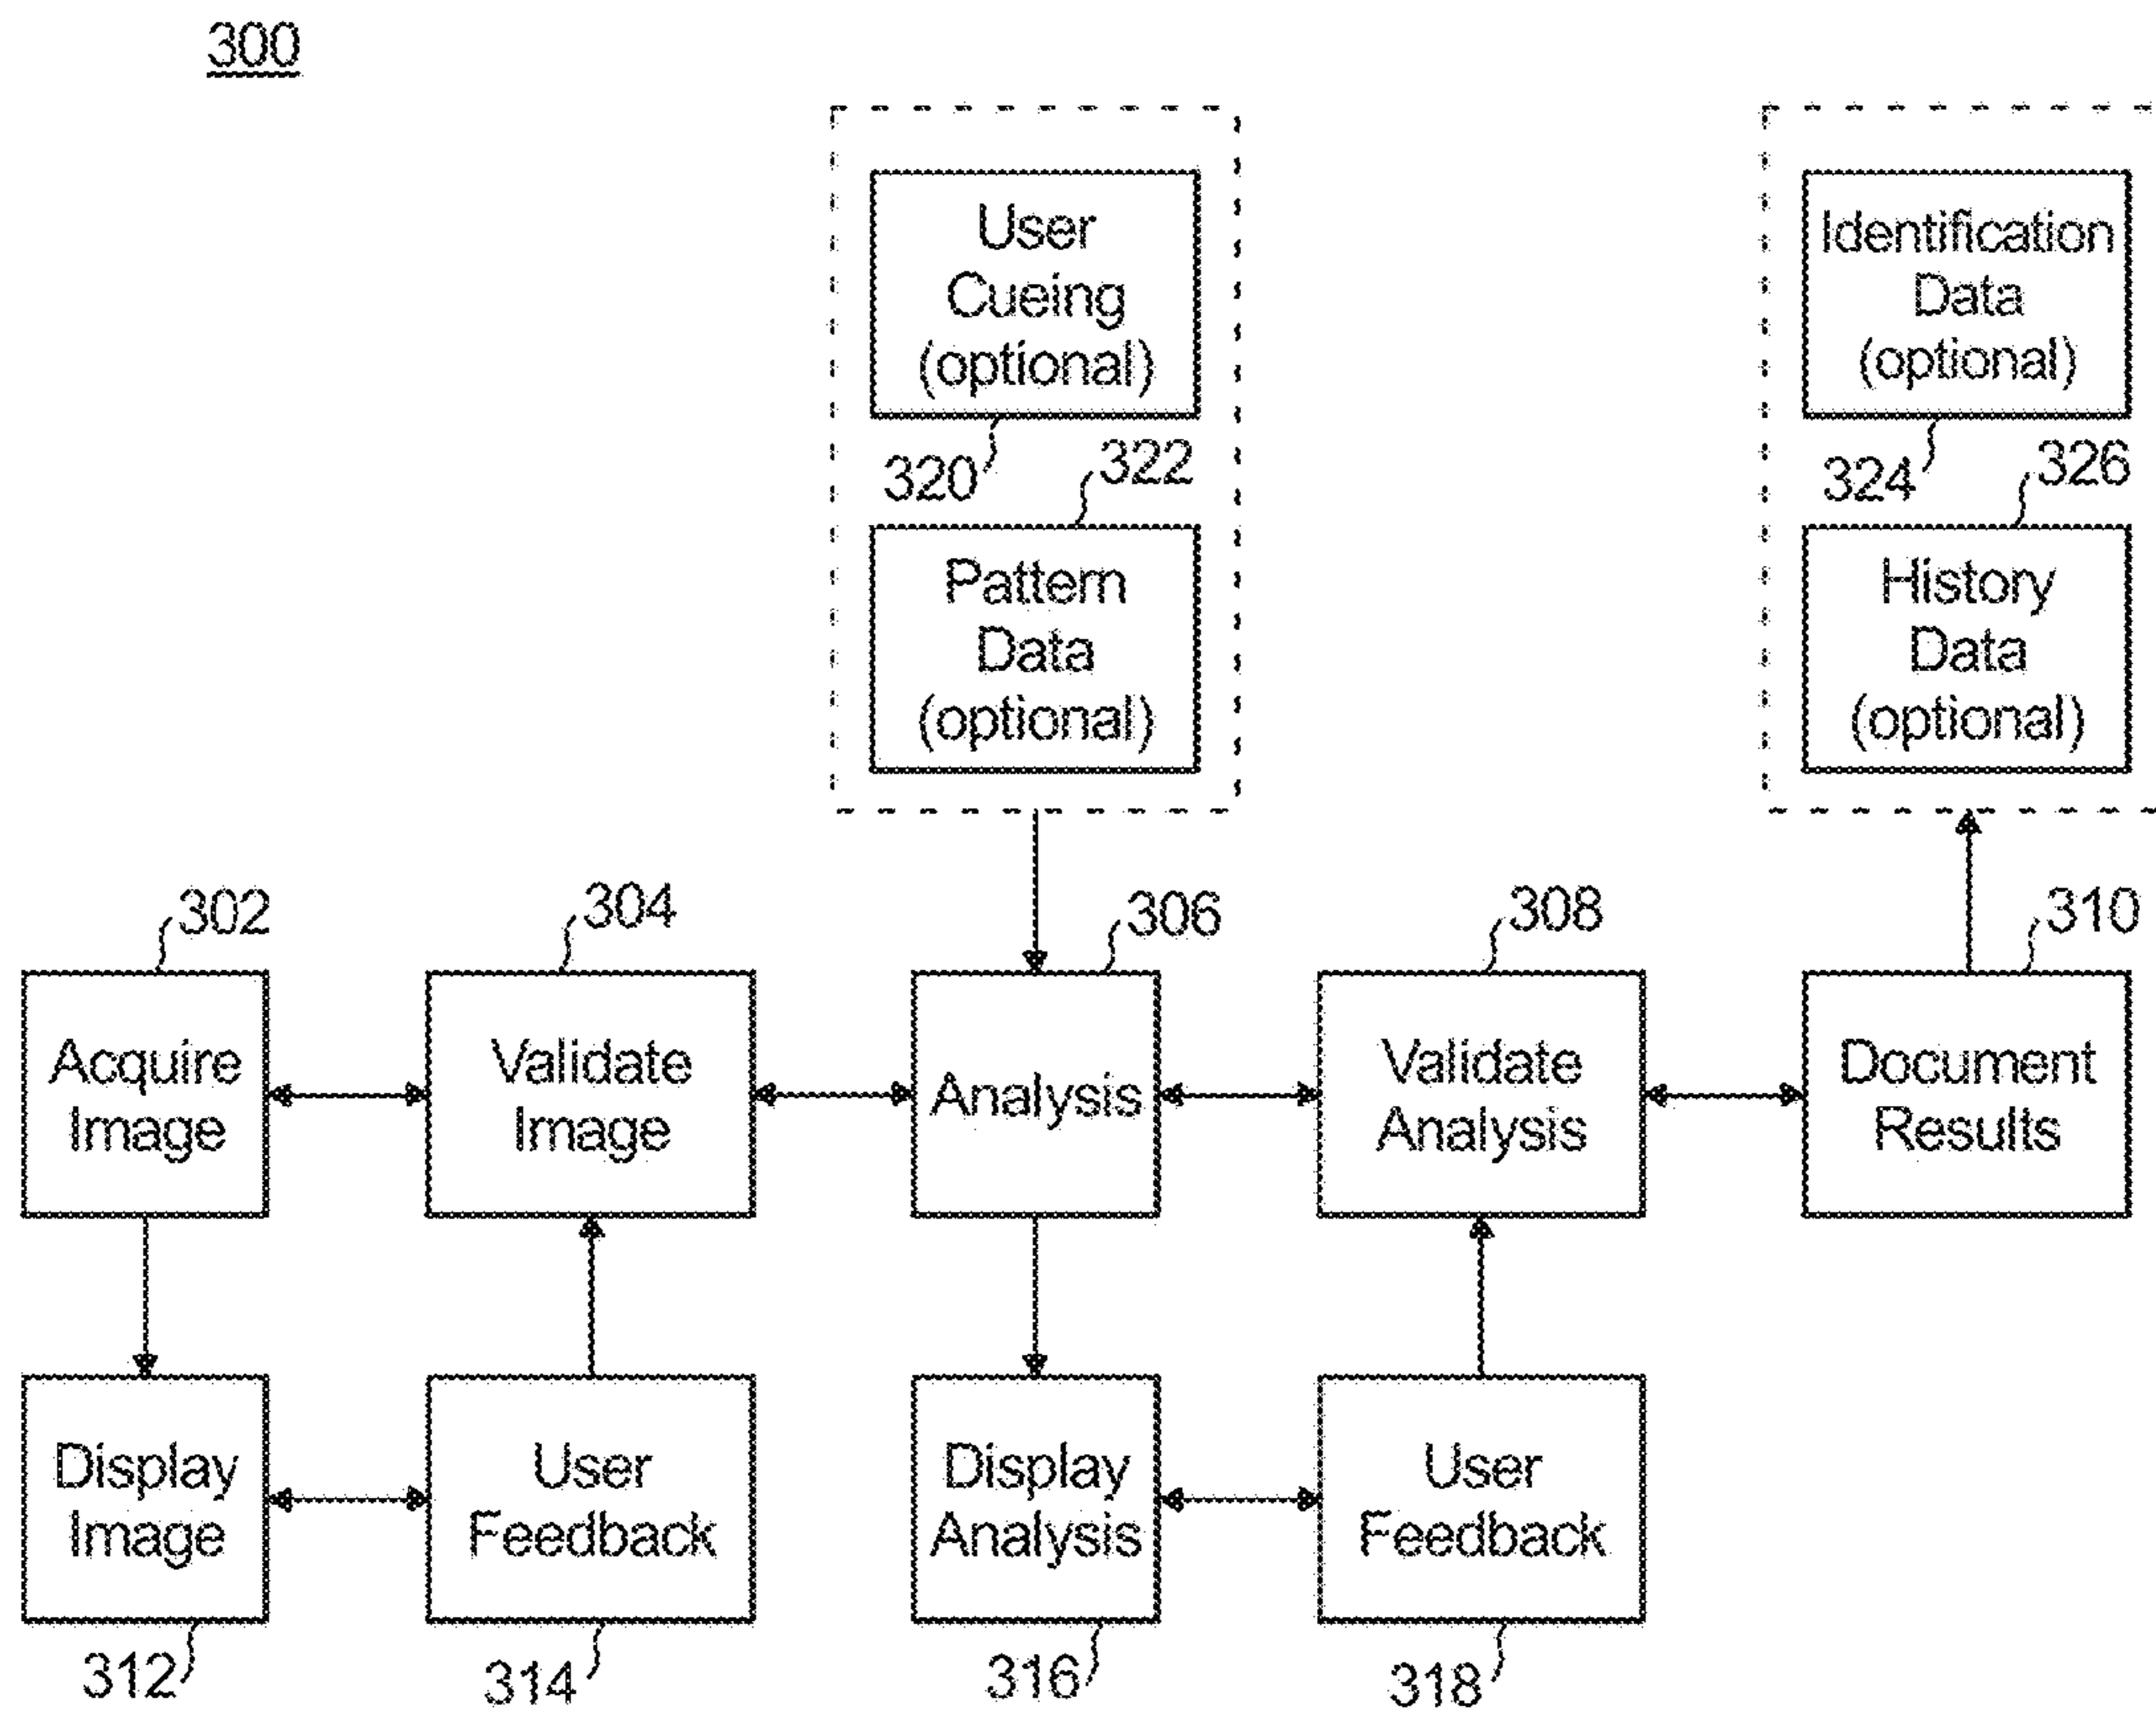 300
User
Cueing
(optional)
320
322
Pattern
Data
(optional)
Identification
Data
(optional)
324
326
History
Data
(optional)
302
304
306
308
310
Acquire
Image
Validate
Image
Analysis
Validate
Analysis
Document
Results
Display
Image
User
Feedback
Display
Analysis
User
Feedback
312
314
316
318